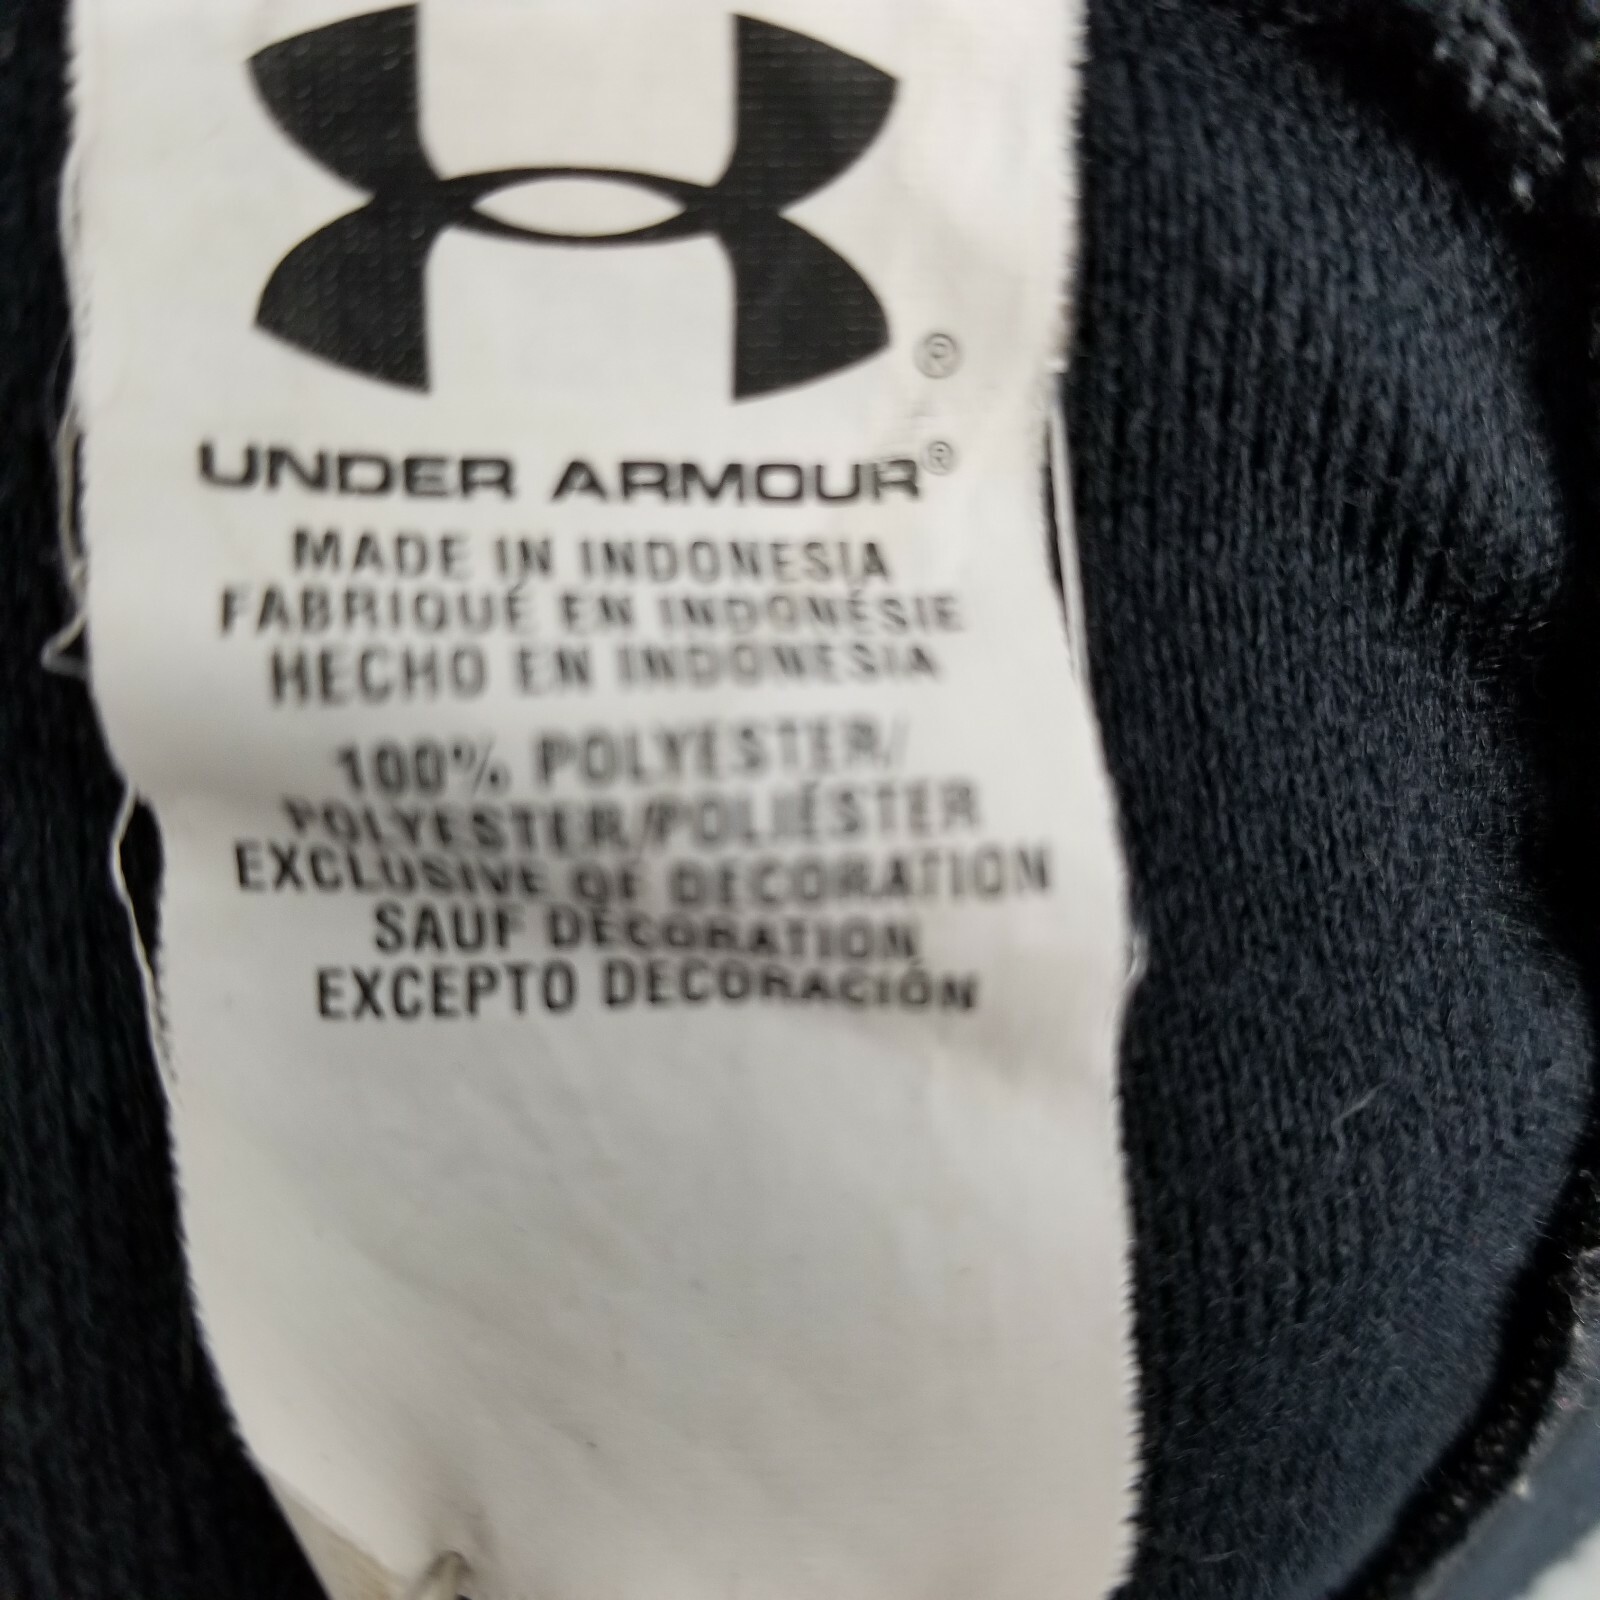 ®
UNDER ARMOUR®
MADE IN INDONESIA
FABRIQUÉ EN INDONÉSIE
HECHO EN INDONESIA
100% POLYESTER/
POLYESTER/POLIÉSTER
EXCLUSIVE OF DECORATION
SAUF DÉCORATION
EXCEPTO DECORACIÓN